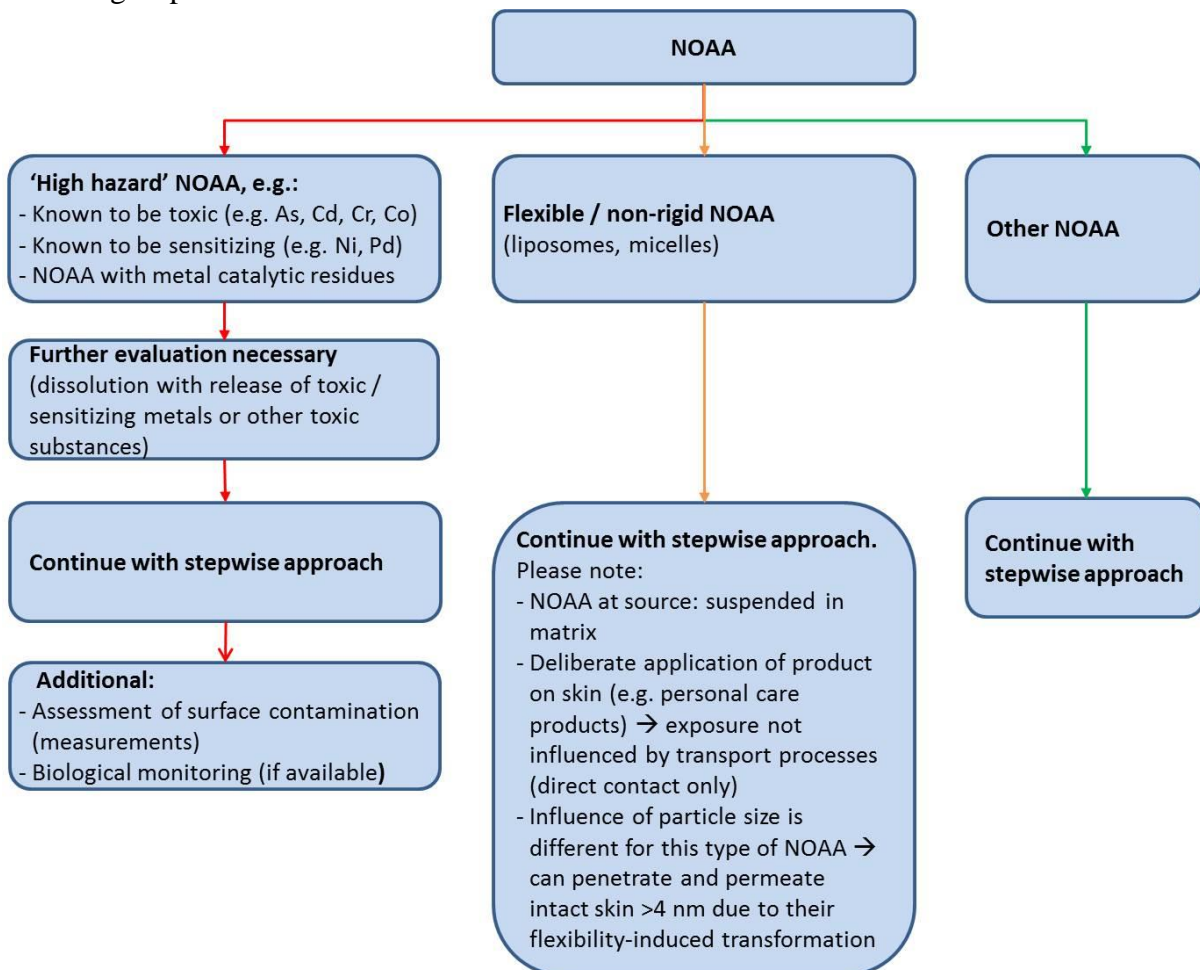 NOAA
'High hazard' NOAA, e.g.:
- Known to be toxic (e.g. As, Cd, Cr, Co)
- Known to be sensitizing (e.g. Ni, Pd)
- NOAA with metal catalytic residues
Flexible / non-rigid NOAA
(liposomes, micelles)
Other NOAA
Further evaluation necessary
(dissolution with release of toxic /
sensitizing metals or other toxic
substances)
Continue with stepwise approach
Additional:
- Assessment of surface contamination
(measurements)
- Biological monitoring (if available)
Continue with stepwise approach.
Please note:
- NOAA at source: suspended in
matrix
- Deliberate application of product
on skin (e.g. personal care
products) → exposure not
influenced by transport processes
(direct contact only)
- Influence of particle size is
different for this type of NOAA →
can penetrate and permeate
intact skin >4 nm due to their
flexibility-induced transformation
Continue with
stepwise approach